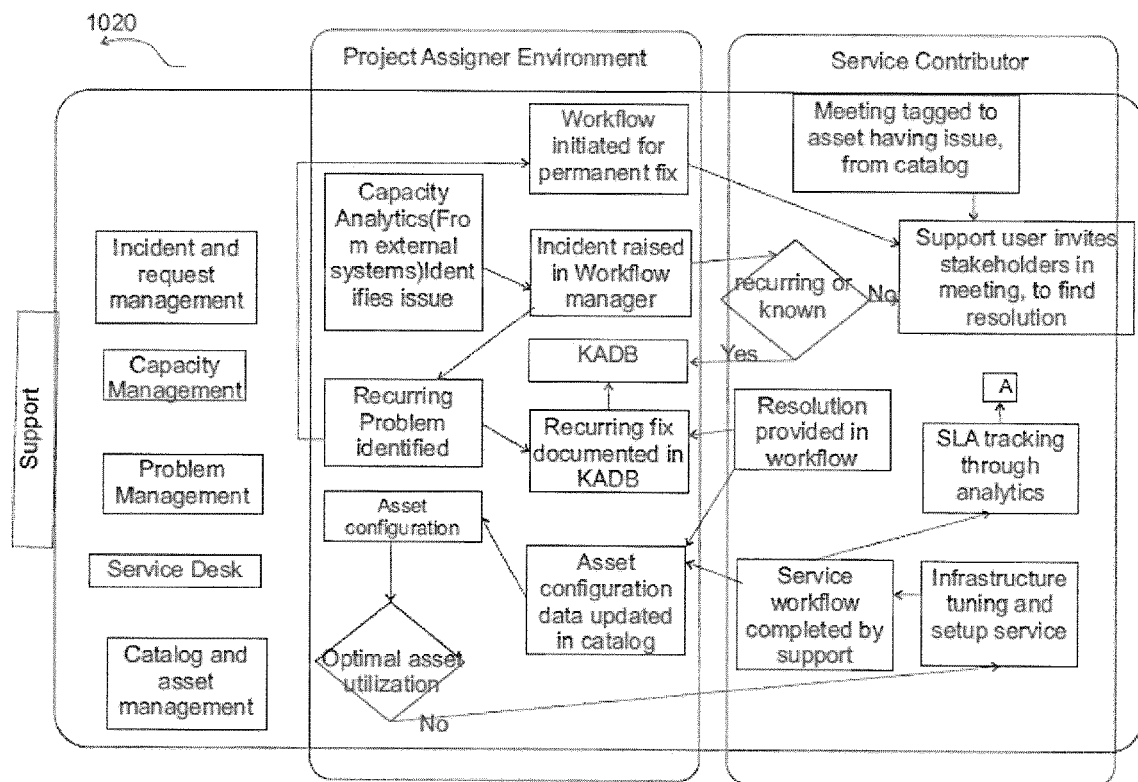 1020
Project Assigner Environment
Service Contributor
Support
Incident and
request
management
Capacity
Management
Problem
Management
Service Desk
Catalog and
asset
management
Workflow
initiated for
permanent fix
Capacity
Analytics(Fro
m external
systems)Ident
ifies issue
Incident raised
in Workflow
manager
KADB
Recurring
Problem
identified
Recurring fix
documented in
KADB
Asset
configuration
Asset
configuration
data updated
in catalog
Optimal asset
utilization
No
Meeting tagged to
asset having issue,
from catalog
recurring or
known
No
Yes
Support user invites
stakeholders in
meeting, to find
resolution
Resolution
provided in
workflow
A
SLA tracking
through
analytics
Service
workflow
completed by
support
Infrastructure
tuning and
setup service